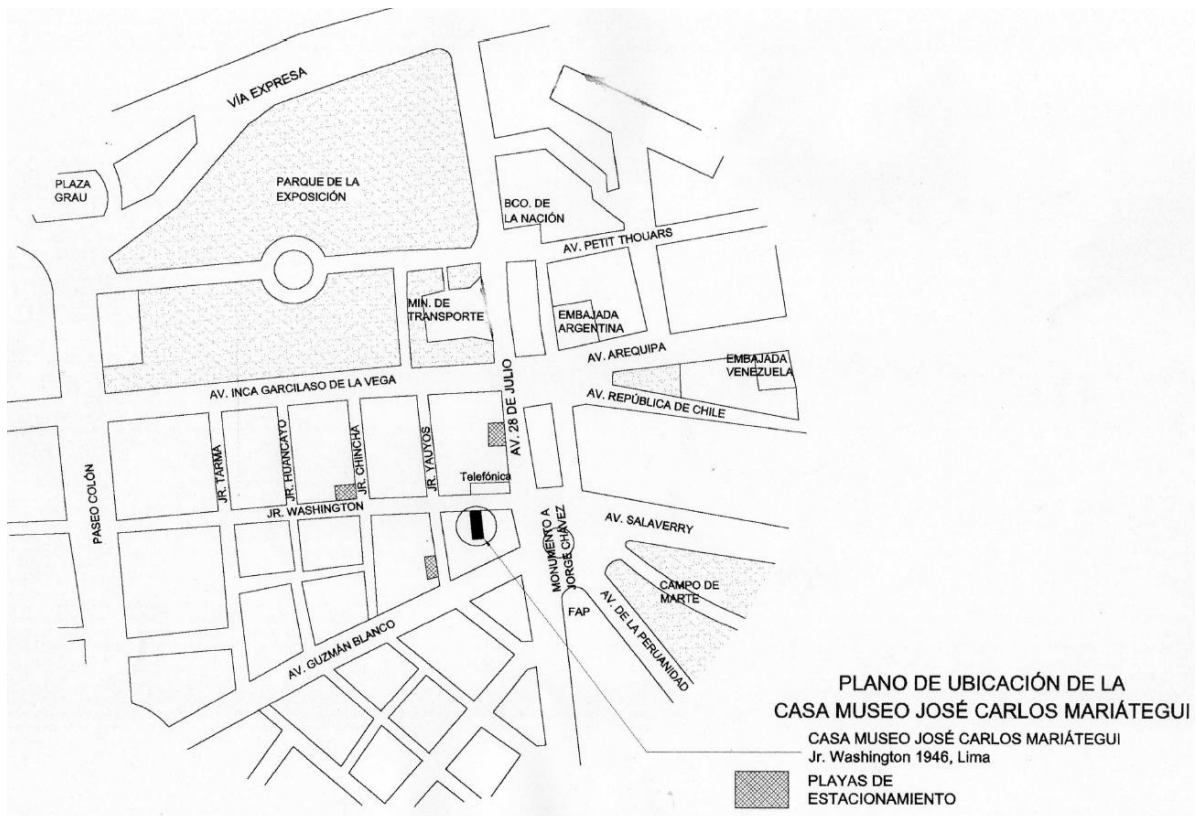 VÍA EXPRESA
PLAZA
GRAU
PARQUE DE LA
EXPOSICIÓN
BCO. DE
LA NACIÓN
AV. PETIT THOUARS
MIN. DE
TRANSPORTE
EMBAJADA
ARGENTINA
AV. AREQUIPA
EMBAJADA
VENEZUELA
AV. INCA GARCILASO DE LA VEGA
AV. REPÚBLICA DE CHILE
AV. 28 DE JULIO
PASEO COLÓN
JR. TARMA
JR. HUANCAYO
JR. CHINCHA
JR. YAUYOS
Telefónica
JR. WASHINGTON
MONUMENTO A
JORGE CHÁVEZ
AV. SALAVERRY
CAMPO DE
MARTE
FAP
AV. DE LA PERUANIDAD
AV. GUZMÁN BLANCO
PLANO DE UBICACIÓN DE LA
CASA MUSEO JOSÉ CARLOS MARIÁTEGUI
CASA MUSEO JOSÉ CARLOS MARIÁTEGUI
Jr. Washington 1946, Lima
PLAYAS DE
ESTACIONAMIENTO